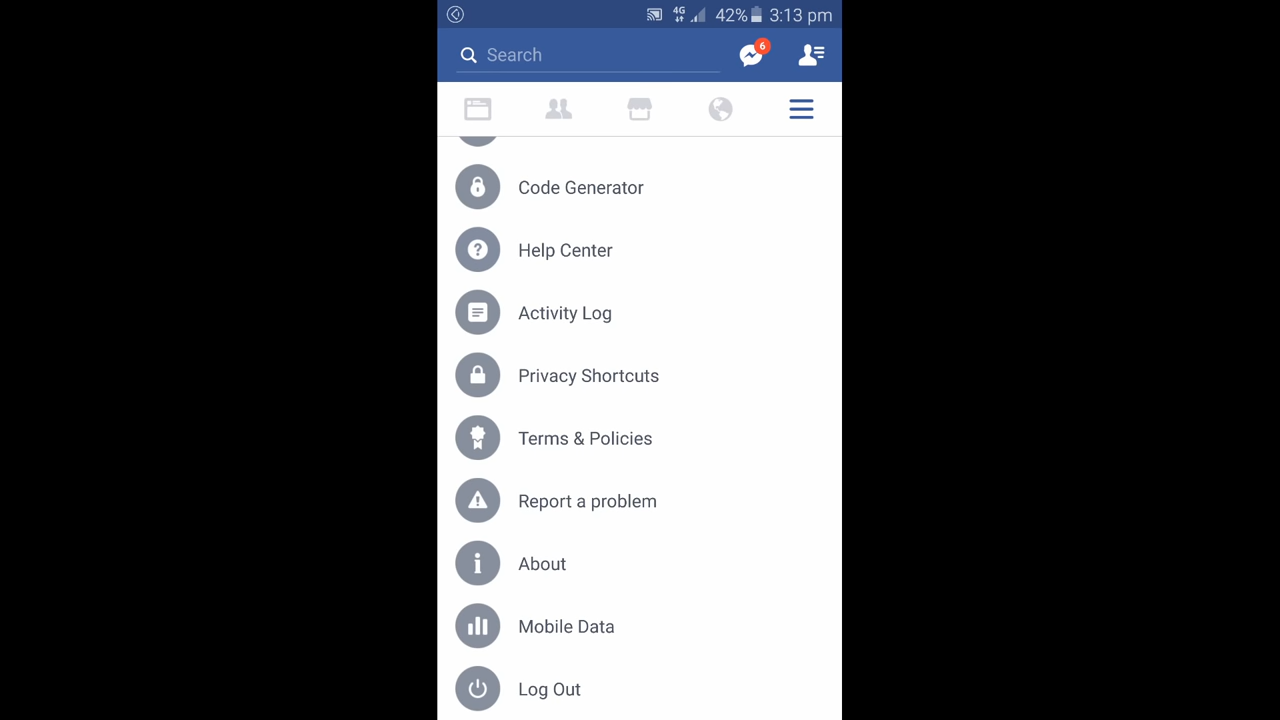 4G 42% 3:13 pm
Search 6
Code Generator
Help Center
Activity Log
Privacy Shortcuts
Terms & Policies
Report a problem
About
Mobile Data
Log Out